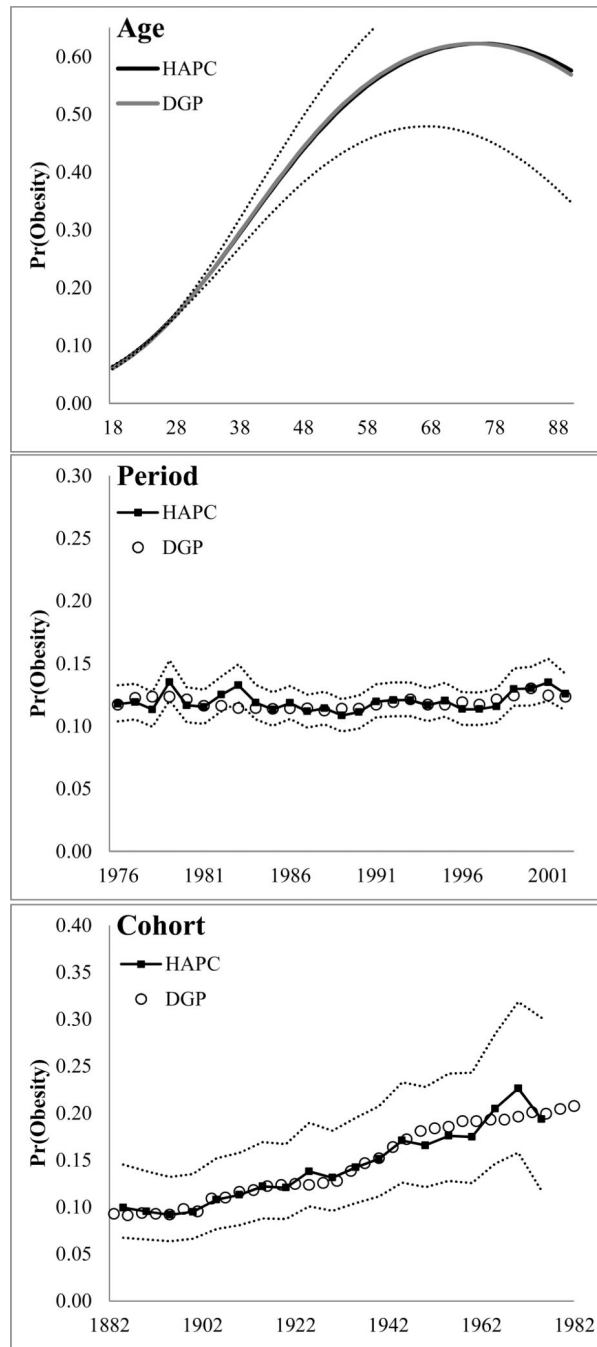 Age
HAPC
DGP
Pr(Obesity)
0.60
0.50
0.40
0.30
0.20
0.10
0.00
18 28 38 48 58 68 78 88
Period
HAPC
DGP
Pr(Obesity)
0.30
0.25
0.20
0.15
0.10
0.05
0.00
1976 1981 1986 1991 1996 2001
Cohort
HAPC
DGP
Pr(Obesity)
0.40
0.35
0.30
0.25
0.20
0.15
0.10
0.05
0.00
1882 1902 1922 1942 1962 1982